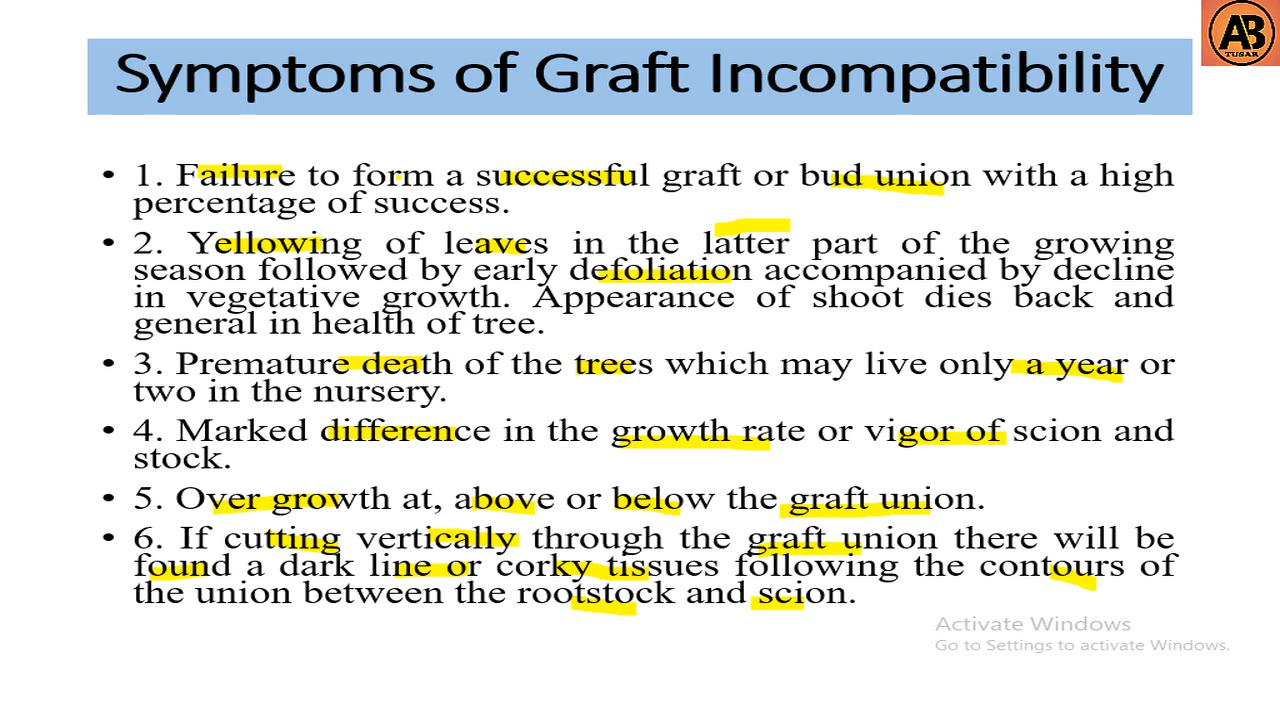 AB
TUSAR
Symptoms of Graft Incompatibility
• 1. Failure to form a successful graft or bud union with a high
percentage of success.
• 2. Yellowing of leaves in the latter part of the growing
season followed by early defoliation accompanied by decline
in vegetative growth. Appearance of shoot dies back and
general in health of tree.
• 3. Premature death of the trees which may live only a year or
two in the nursery.
• 4. Marked difference in the growth rate or vigor of scion and
stock.
• 5. Over growth at, above or below the graft union.
• 6. If cutting vertically through the graft union there will be
found a dark line or corky tissues following the contours of
the union between the rootstock and scion.
Activate Windows
Go to Settings to activate Windows.